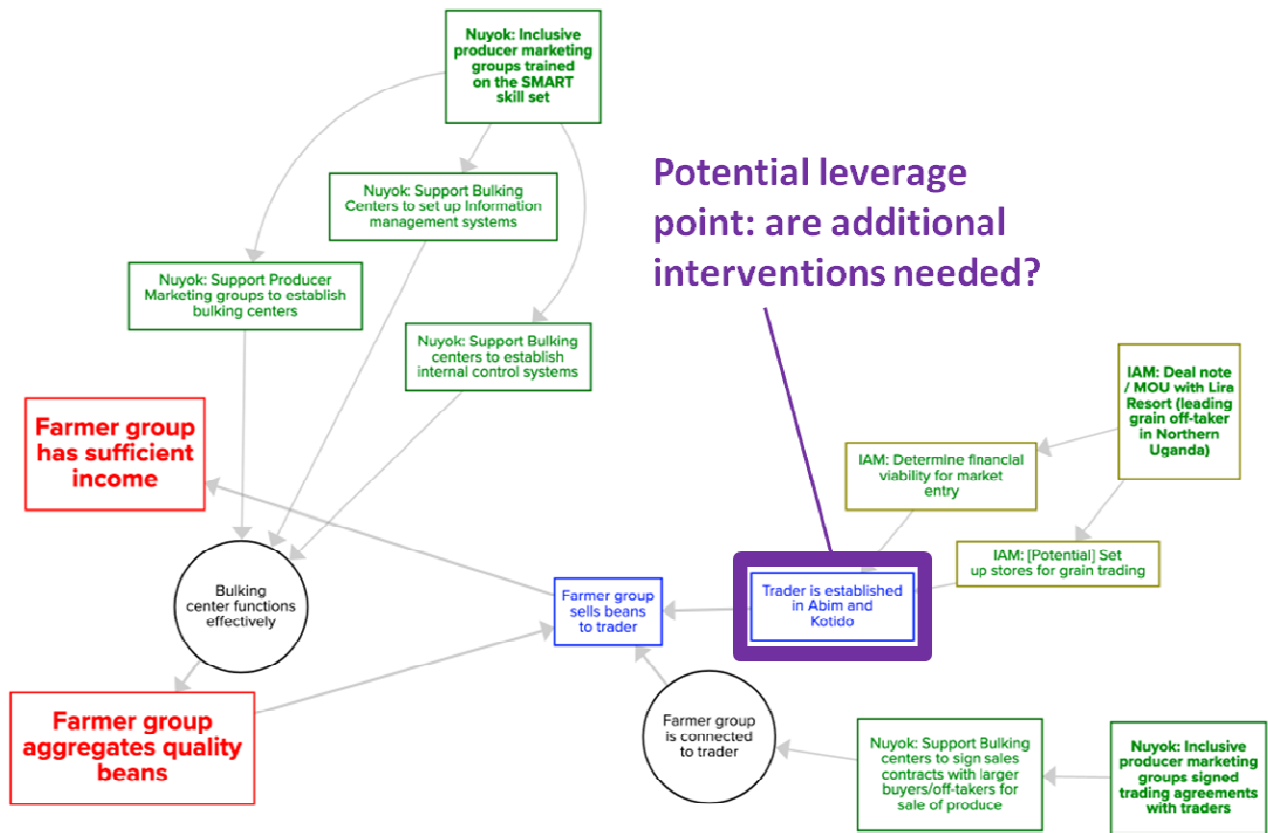 Nuyok: Inclusive
producer marketing
groups trained
on the SMART
skill set
Potential leverage
point: are additional
interventions needed?
Nuyok: Support Bulking
Centers to set up Information
management systems
Nuyok: Support Producer
Marketing groups to establish
bulking centers
Nuyok: Support Bulking
centers to establish
internal control systems
IAM: Deal note
/ MOU with Lira
Resort (leading
grain off-taker
in Northern
Uganda)
Farmer group
has sufficient
income
IAM: Determine financial
viability for market
entry
IAM: [Potential] Set
up stores for grain trading
Bulking
center functions
effectively
Farmer group
sells beans
to trader
Trader is established
in Abim and
Kotido
Farmer group
aggregates quality
beans
Farmer group
is connected
to trader
Nuyok: Support Bulking
centers to sign sales
contracts with larger
buyers/off-takers for
sale of produce
Nuyok: Inclusive
producer marketing
groups signed
trading agreements
with traders